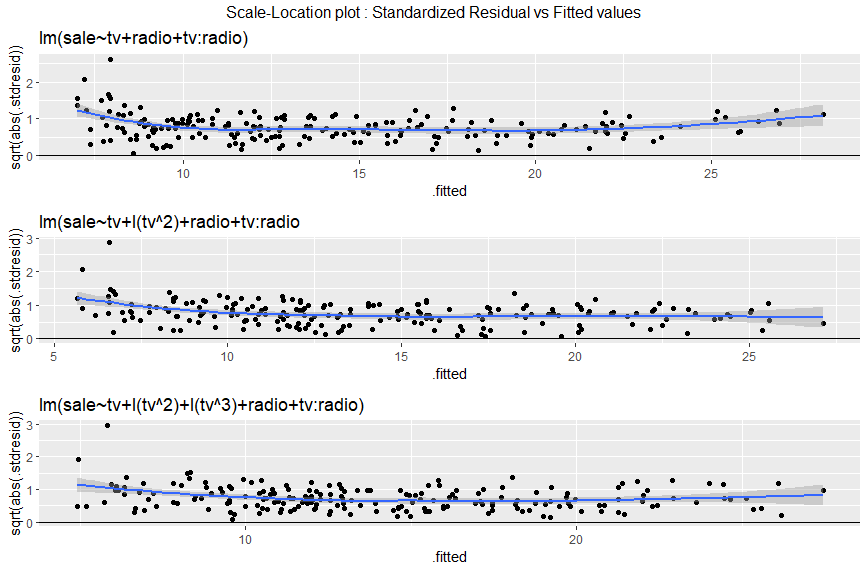 Scale-Location plot : Standardized Residual vs Fitted values
lm(sale~tv+radio+tv:radio)
sqrt(abs(.stdresid))
2
1
0
10
15
20
25
.fitted
lm(sale~tv+I(tv^2)+radio+tv:radio
sqrt(abs(.stdresid))
3
2
1
0
5
10
15
20
25
.fitted
lm(sale~tv+I(tv^2)+I(tv^3)+radio+tv:radio)
sqrt(abs(.stdresid))
3
2
1
0
10
20
.fitted